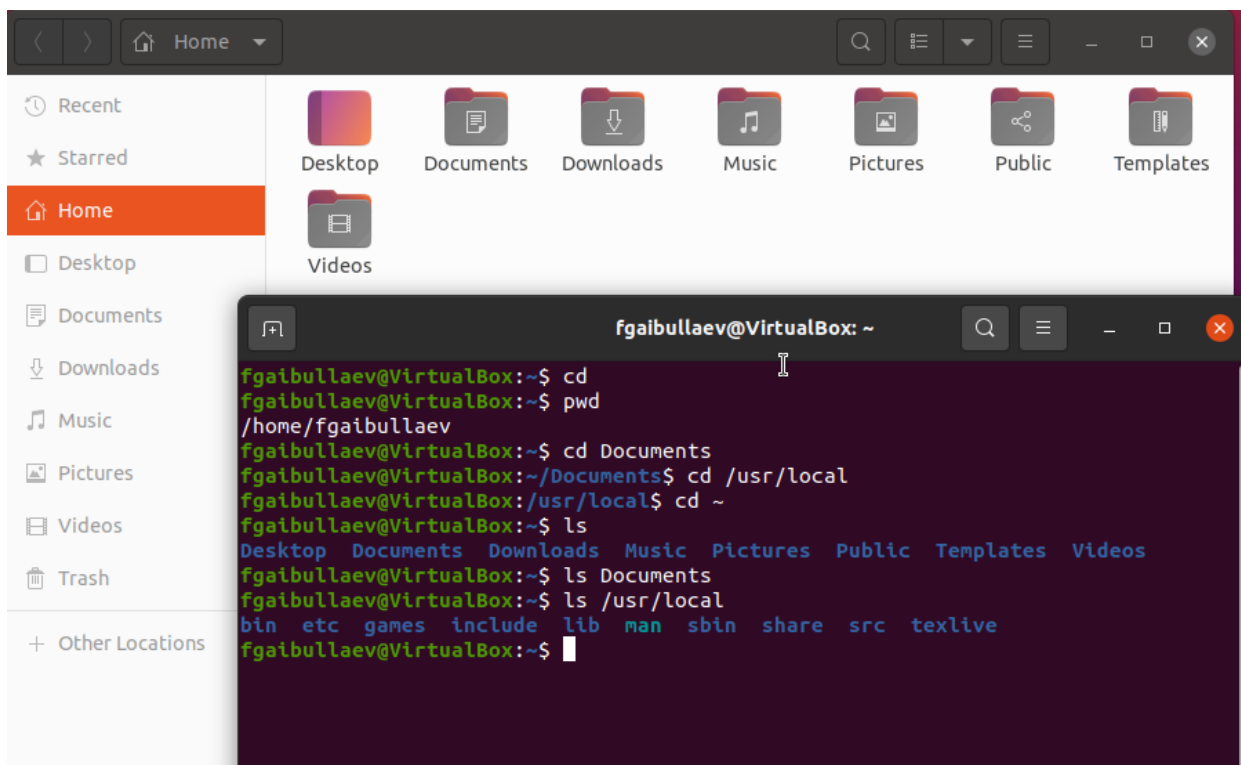 Home
Recent
Starred
Home
Desktop
Documents
Downloads
Music
Pictures
Videos
Trash
+ Other Locations
Desktop Documents Downloads Music Pictures Public Templates
Videos
fgaibullaev@VirtualBox: ~
fgaibullaev@VirtualBox:~$ cd
fgaibullaev@VirtualBox:~$ pwd
/home/fgaibullaev
fgaibullaev@VirtualBox:~$ cd Documents
fgaibullaev@VirtualBox:~/Documents$ cd /usr/local
fgaibullaev@VirtualBox:/usr/local$ cd ~
fgaibullaev@VirtualBox:~$ ls
Desktop Documents Downloads Music Pictures Public Templates Videos
fgaibullaev@VirtualBox:~$ ls Documents
fgaibullaev@VirtualBox:~$ ls /usr/local
bin etc games include lib man sbin share src texlive
fgaibullaev@VirtualBox:~$